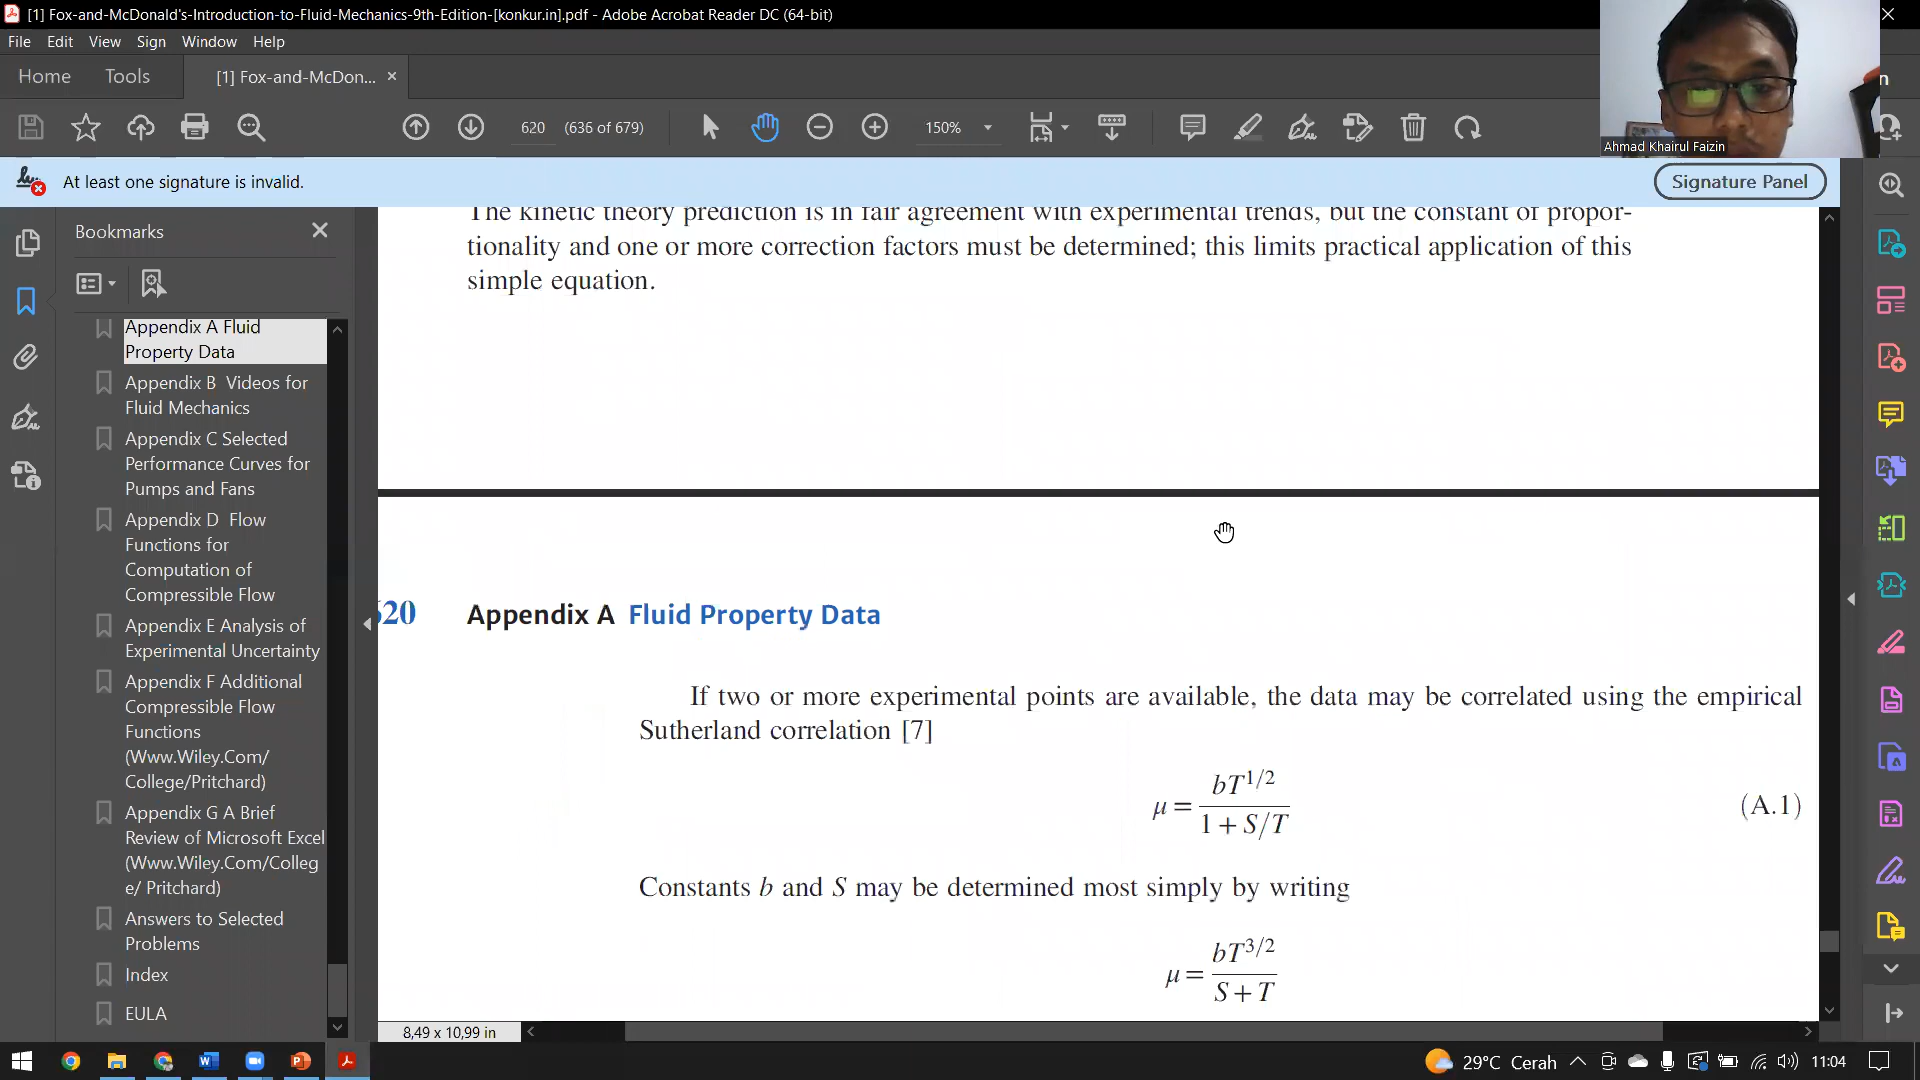 [1] Fox-and-McDonald's-Introduction-to-Fluid-Mechanics-9th-Edition-[konkur.in].pdf - Adobe Acrobat Reader DC (64-bit)
File Edit View Sign Window Help
Home Tools [1] Fox-and-McDon...
620 (636 of 679) 150%
Ahmad Khairul Faizin
At least one signature is invalid.
Signature Panel
Bookmarks
Appendix A Fluid
Property Data
Appendix B Videos for
Fluid Mechanics
Appendix C Selected
Performance Curves for
Pumps and Fans
Appendix D Flow
Functions for
Computation of
Compressible Flow
Appendix E Analysis of
Experimental Uncertainty
Appendix F Additional
Compressible Flow
Functions
(Www.Wiley.Com/
College/Pritchard)
Appendix G A Brief
Review of Microsoft Excel
(Www.Wiley.Com/Colleg
e/ Pritchard)
Answers to Selected
Problems
Index
EULA
The kinetic theory prediction is in fair agreement with experimental trends, but the constant of propor-
tionality and one or more correction factors must be determined; this limits practical application of this
simple equation.
620 Appendix A Fluid Property Data
If two or more experimental points are available, the data may be correlated using the empirical
Sutherland correlation [7]
μ = bT^1/2 / (1 + S/T) (A.1)
Constants b and S may be determined most simply by writing
μ = bT^3/2 / (S + T)
8,49 x 10,99 in
29°C Cerah 11:04